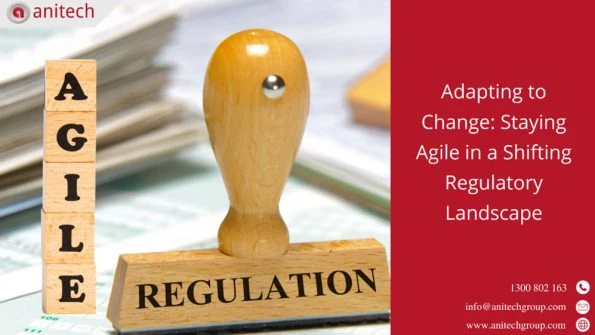 anitech
A
G
I
L
E
REGULATION
Adapting to
Change: Staying
Agile in a Shifting
Regulatory
Landscape
1300 802 163
info@anitechgroup.com
www.anitechgroup.com